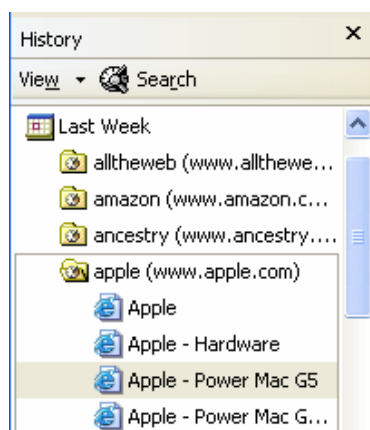 History
View Search
Last Week
alltheweb (www.allthewe...
amazon (www.amazon.c...
ancestry (www.ancestry....
apple (www.apple.com)
Apple
Apple - Hardware
Apple - Power Mac G5
Apple - Power Mac G...